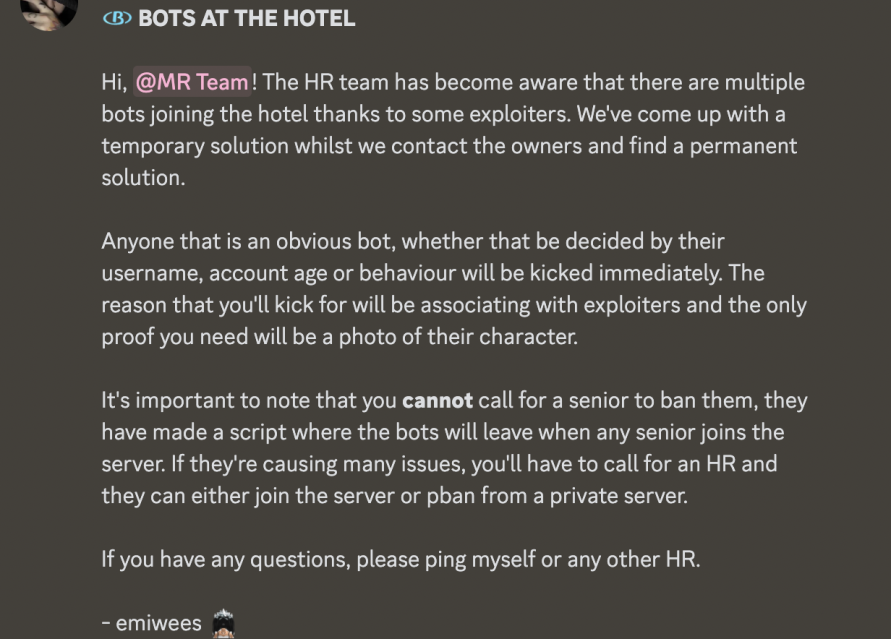 B BOTS AT THE HOTEL
Hi, @MR Team! The HR team has become aware that there are multiple
bots joining the hotel thanks to some exploiters. We've come up with a
temporary solution whilst we contact the owners and find a permanent
solution.
Anyone that is an obvious bot, whether that be decided by their
username, account age or behaviour will be kicked immediately. The
reason that you'll kick for will be associating with exploiters and the only
proof you need will be a photo of their character.
It's important to note that you cannot call for a senior to ban them, they
have made a script where the bots will leave when any senior joins the
server. If they're causing many issues, you'll have to call for an HR and
they can either join the server or pban from a private server.
If you have any questions, please ping myself or any other HR.
- emiwees